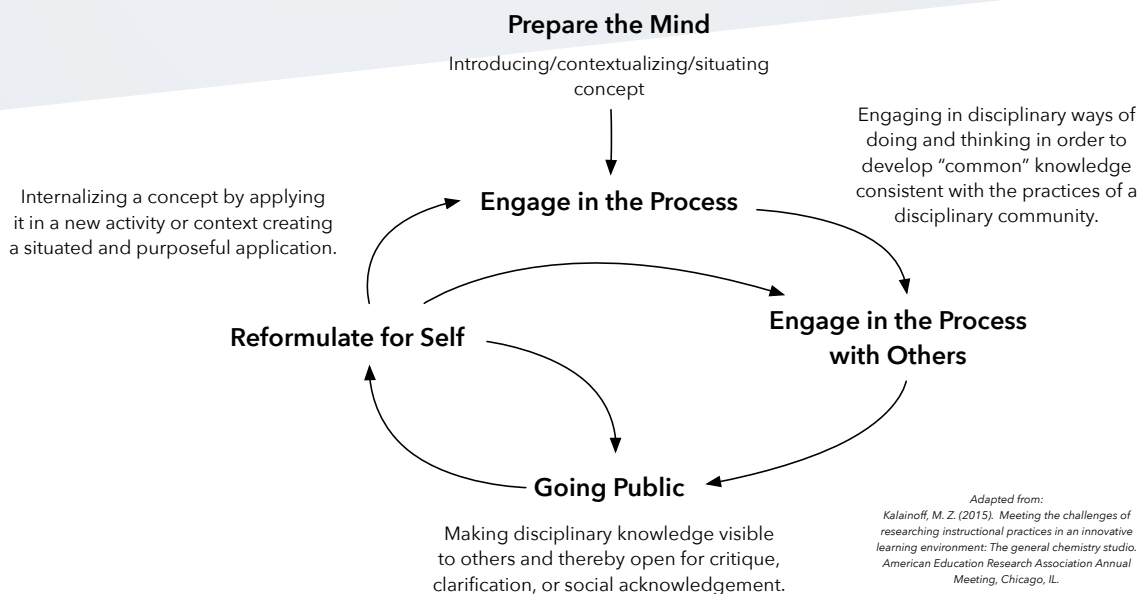 Prepare the Mind
Introducing/contextualizing/situating
concept
Engaging in disciplinary ways of
doing and thinking in order to
develop “common” knowledge
consistent with the practices of a
disciplinary community.
Internalizing a concept by applying
it in a new activity or context creating
a situated and purposeful application.
Engage in the Process
Engage in the Process
with Others
Reformulate for Self
Going Public
Making disciplinary knowledge visible
to others and thereby open for critique,
clarification, or social acknowledgement.
Adapted from:
Kalainoff, M. Z. (2015). Meeting the challenges of
researching instructional practices in an innovative
learning environment: The general chemistry studio.
American Education Research Association Annual
Meeting, Chicago, IL.